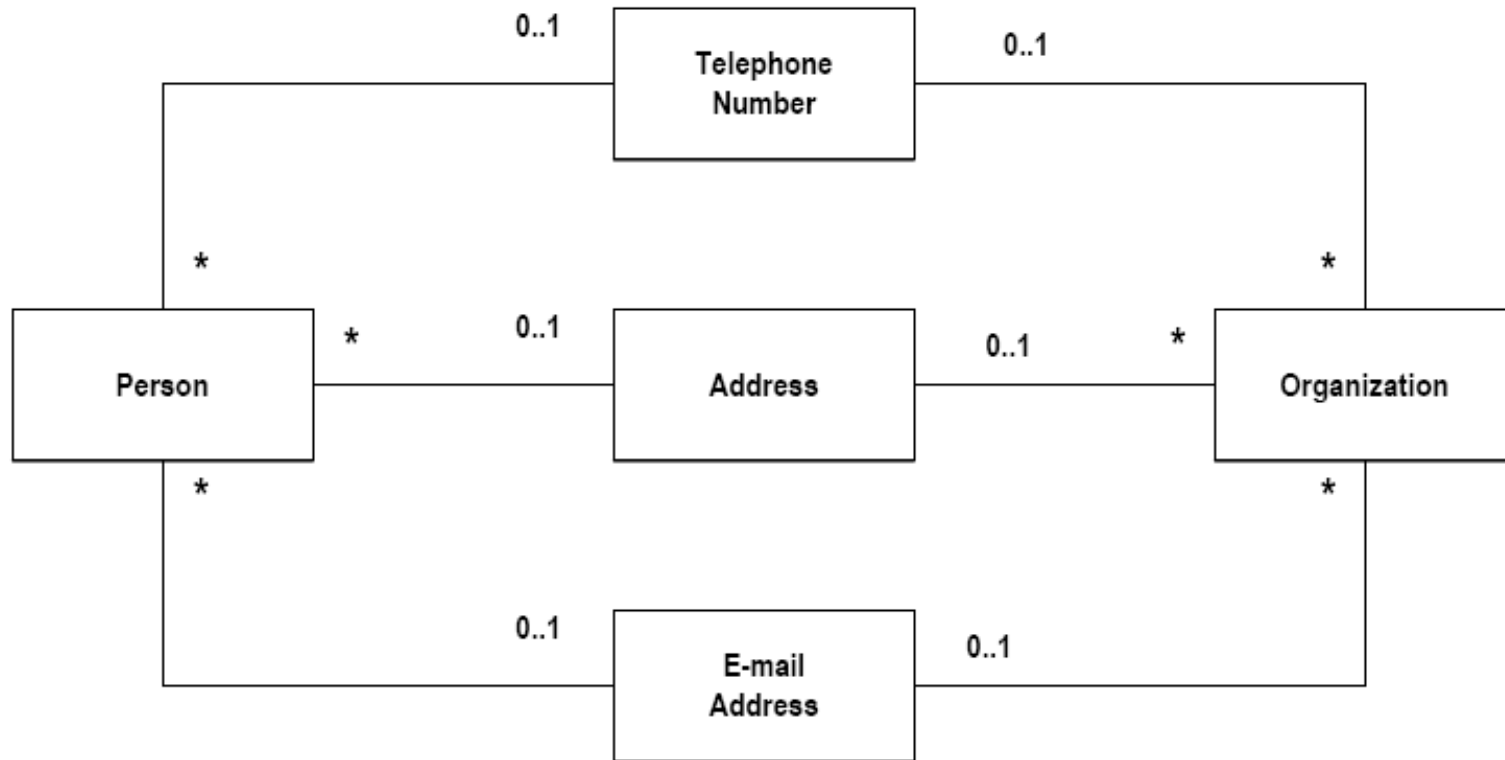 0..1
Telephone
Number
0..1
*
*
Person
*
0..1
Address
0..1
*
Organization
*
*
0..1
E-mail
Address
0..1